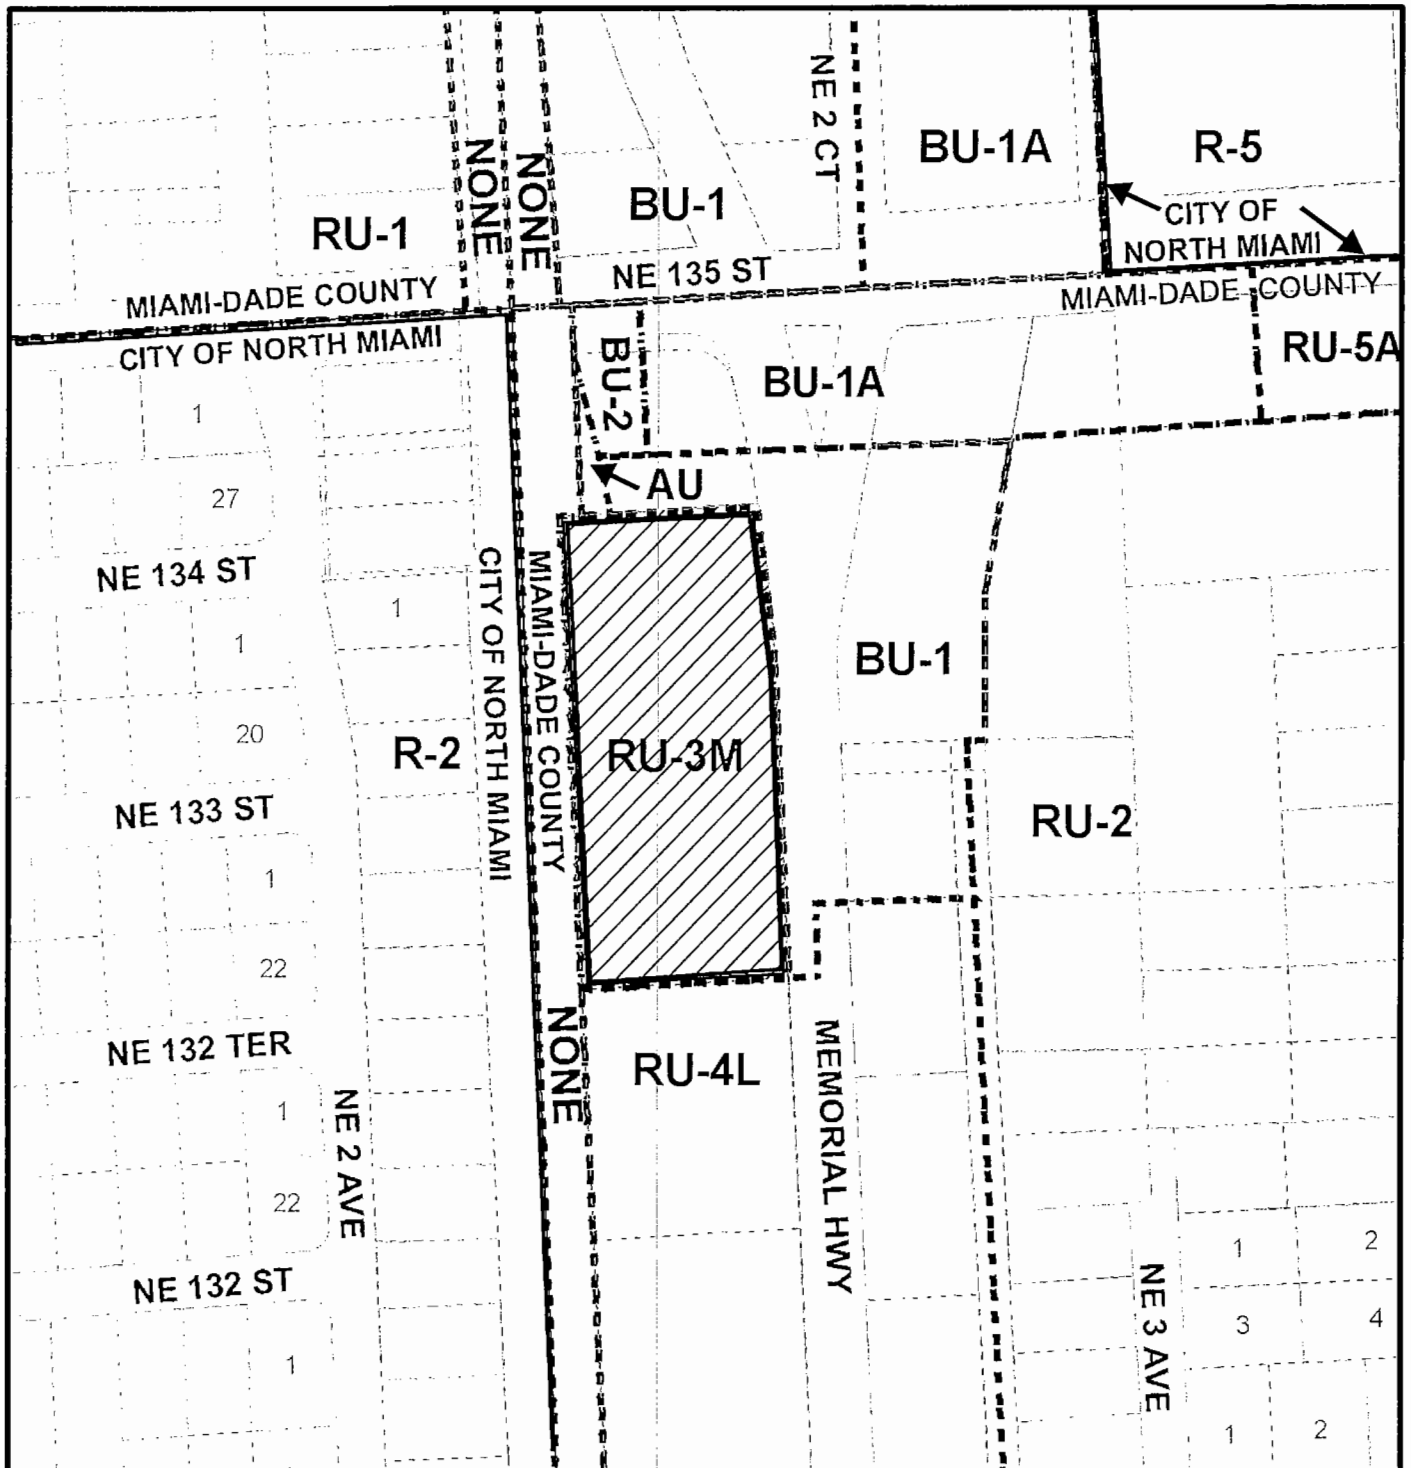 NE 2 CT
BU-1A
R-5
NONE
NONE
BU-1
RU-1
CITY OF
NORTH MIAMI
NE 135 ST
MIAMI-DADE COUNTY
MIAMI-DADE COUNTY
CITY OF NORTH MIAMI
BU-2
BU-1A
RU-5A
1
27
AU
NE 134 ST
CITY OF NORTH MIAMI
MIAMI-DADE COUNTY
1
1
BU-1
20
R-2
RU-3M
NE 133 ST
RU-2
1
22
NONE
NE 132 TER
RU-4L
MEMORIAL HWY
1
NE 2 AVE
22
NE 132 ST
1
2
NE 3 AVE
3
4
1
1
2